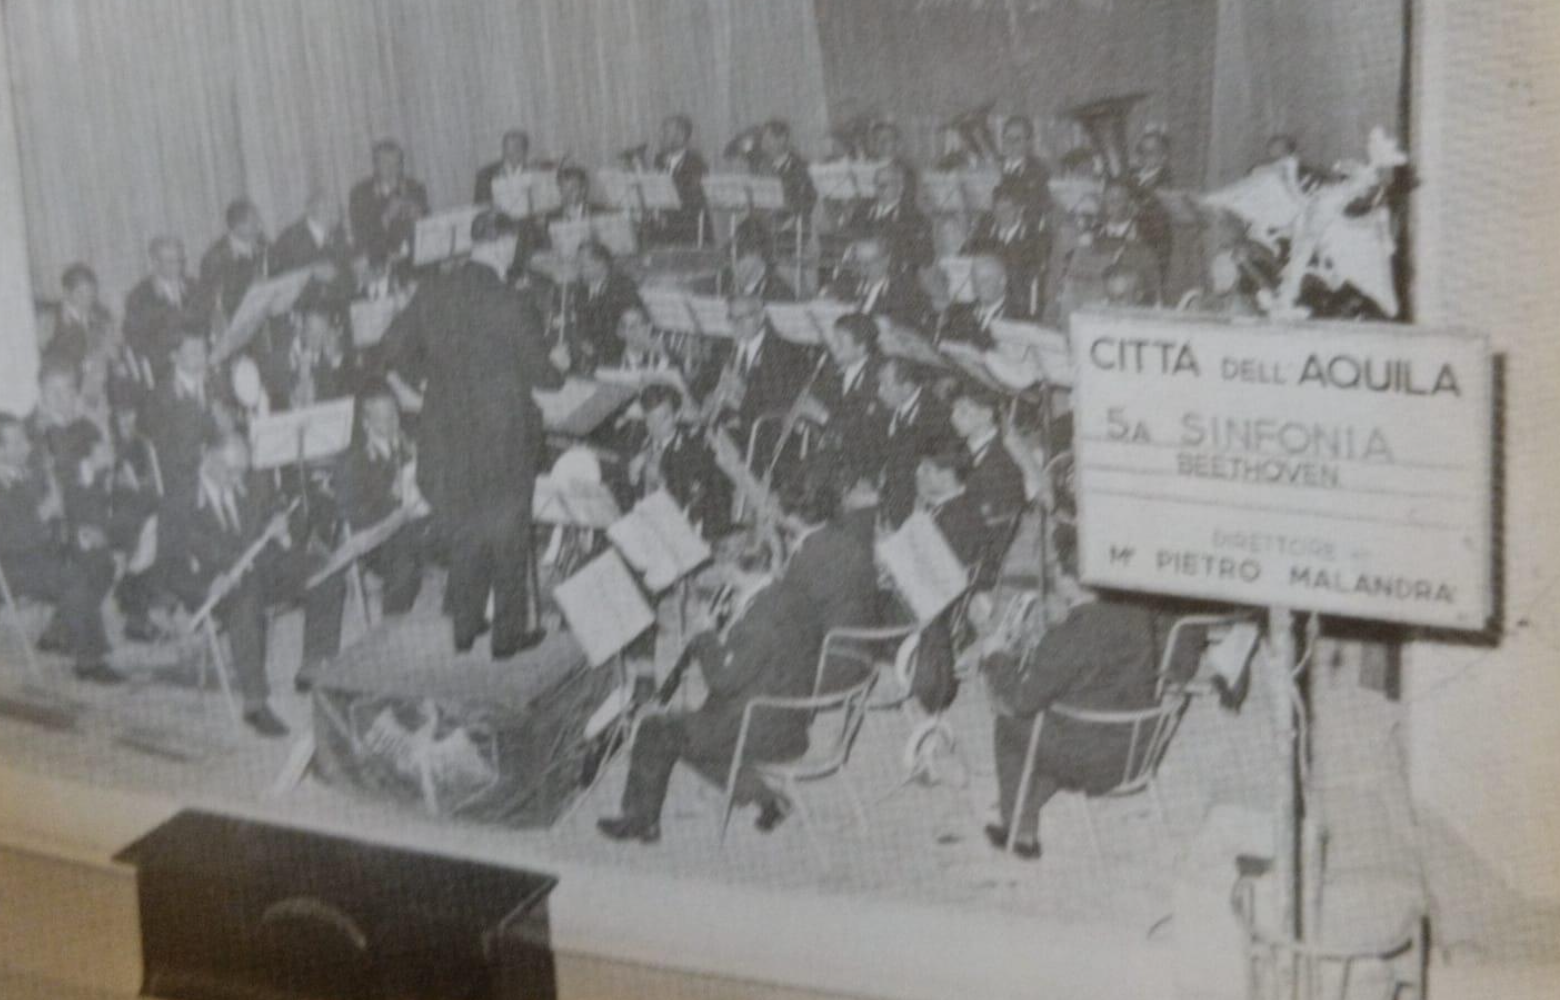 CITTÀ DELL'AQUILA
5A SINFONIA
BEETHOVEN
DIRETTORE -
Mº PIETRO MALANDRA'